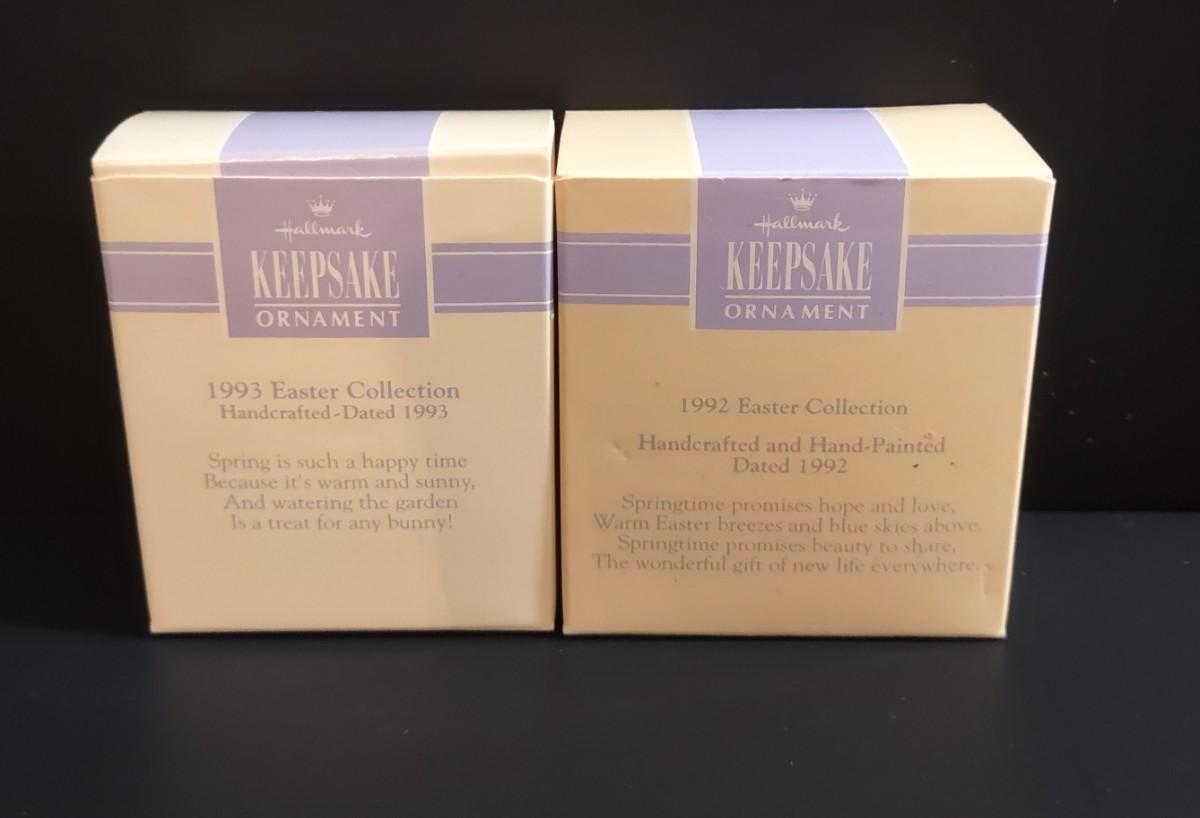 Hallmark
KEEPSAKE
ORNAMENT
1993 Easter Collection
Handcrafted-Dated 1993
Spring is such a happy time
Because it's warm and sunny,
And watering the garden
Is a treat for any bunny!
Hallmark
KEEPSAKE
ORNAMENT
1992 Easter Collection
Handcrafted and Hand-Painted
Dated 1992
Springtime promises hope and love,
Warm Easter breezes and blue skies above.
Springtime promises beauty to share,
The wonderful gift of new life everywhere.